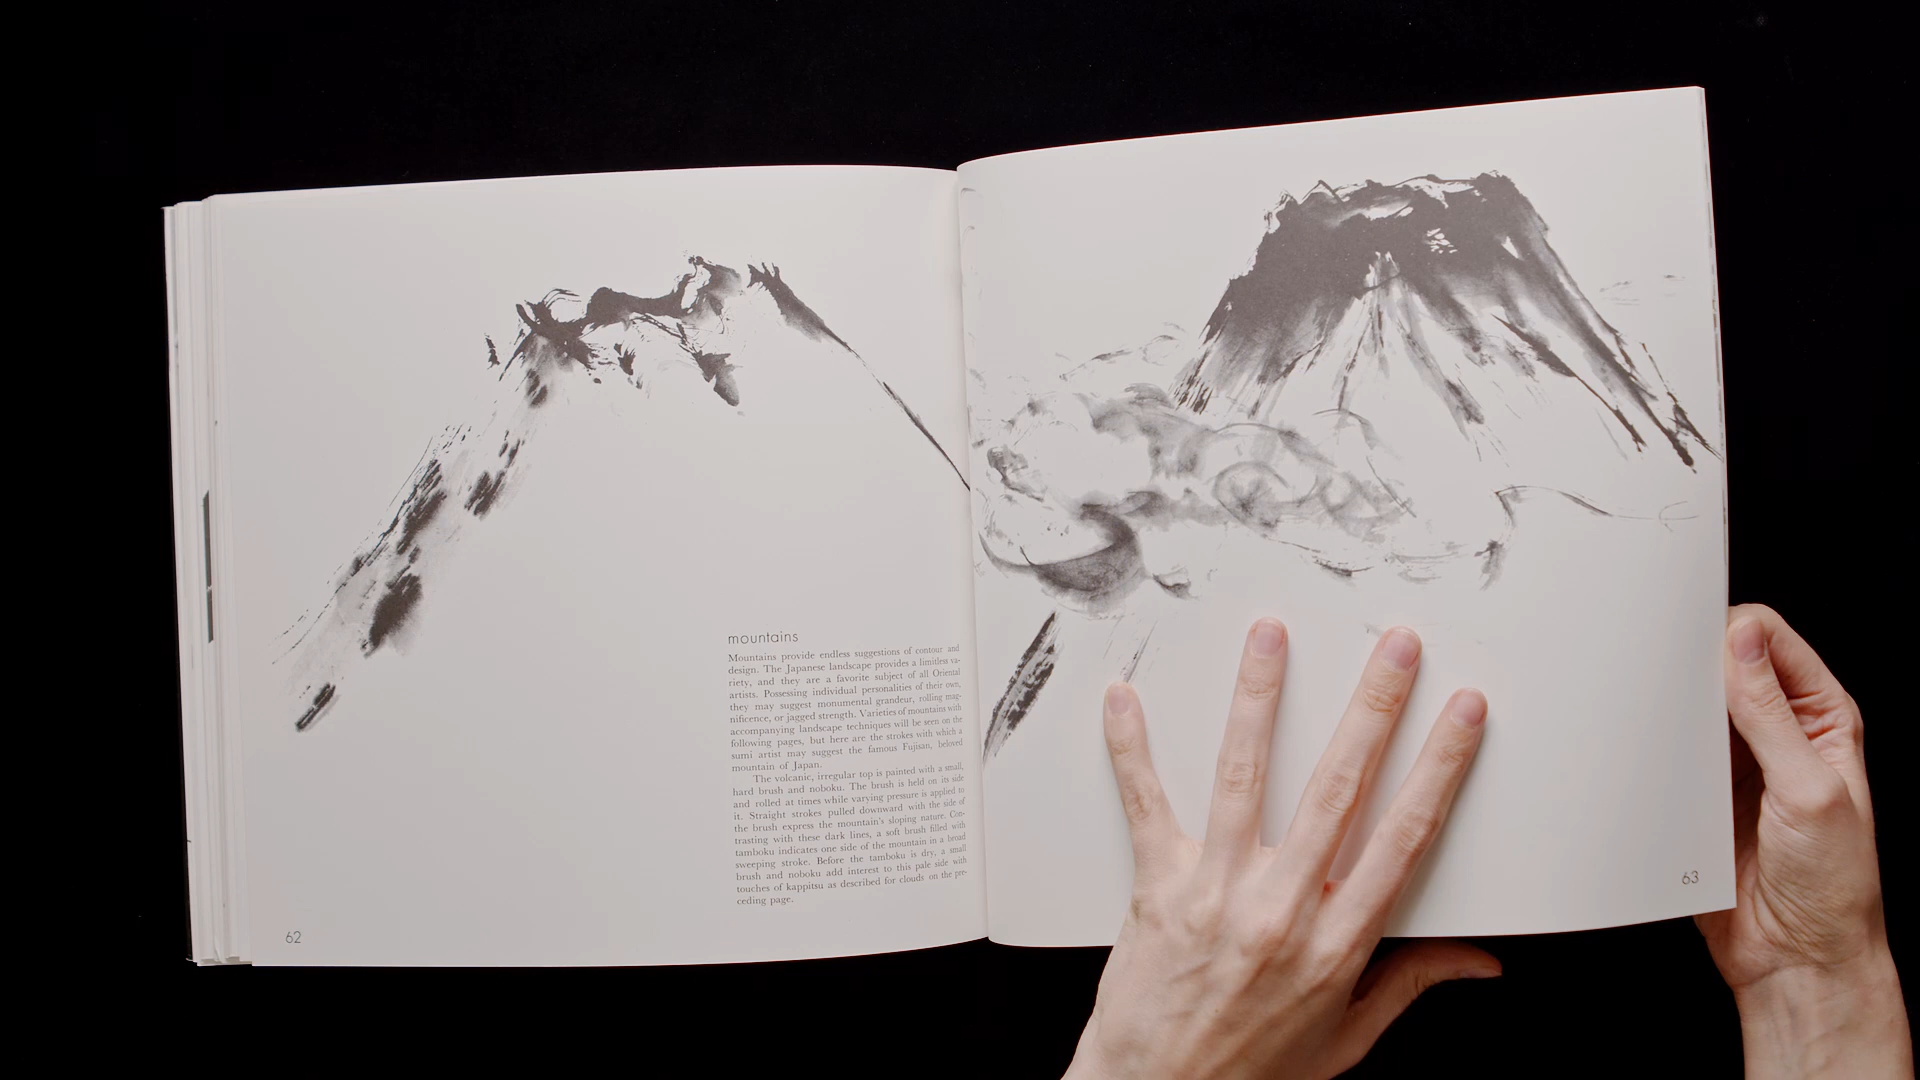 mountains
Mountains provide endless suggestions of contour and
design. The Japanese landscape provides a limitless va-
riety, and they are a favorite subject of all Oriental
artists. Possessing individual personalities of their own,
they may suggest monumental grandeur, rolling mag-
nificence, or jagged strength. Varieties of mountains with
accompanying landscape techniques will be seen on the
following pages, but here are the strokes with which a
sumi artist may suggest the famous Fujisan, beloved
mountain of Japan.
The volcanic, irregular top is painted with a small,
hard brush and noboku. The brush is held on its side
and rolled at times while varying pressure is applied to
it. Straight strokes pulled downward with the side of
the brush express the mountain's sloping nature. Con-
trasting with these dark lines, a soft brush filled with
tamboku indicates one side of the mountain in a broad
sweeping stroke. Before the tamboku is dry, a small
brush and noboku add interest to this pale side with
touches of kappitsu as described for clouds on the pre-
ceding page.
62
63